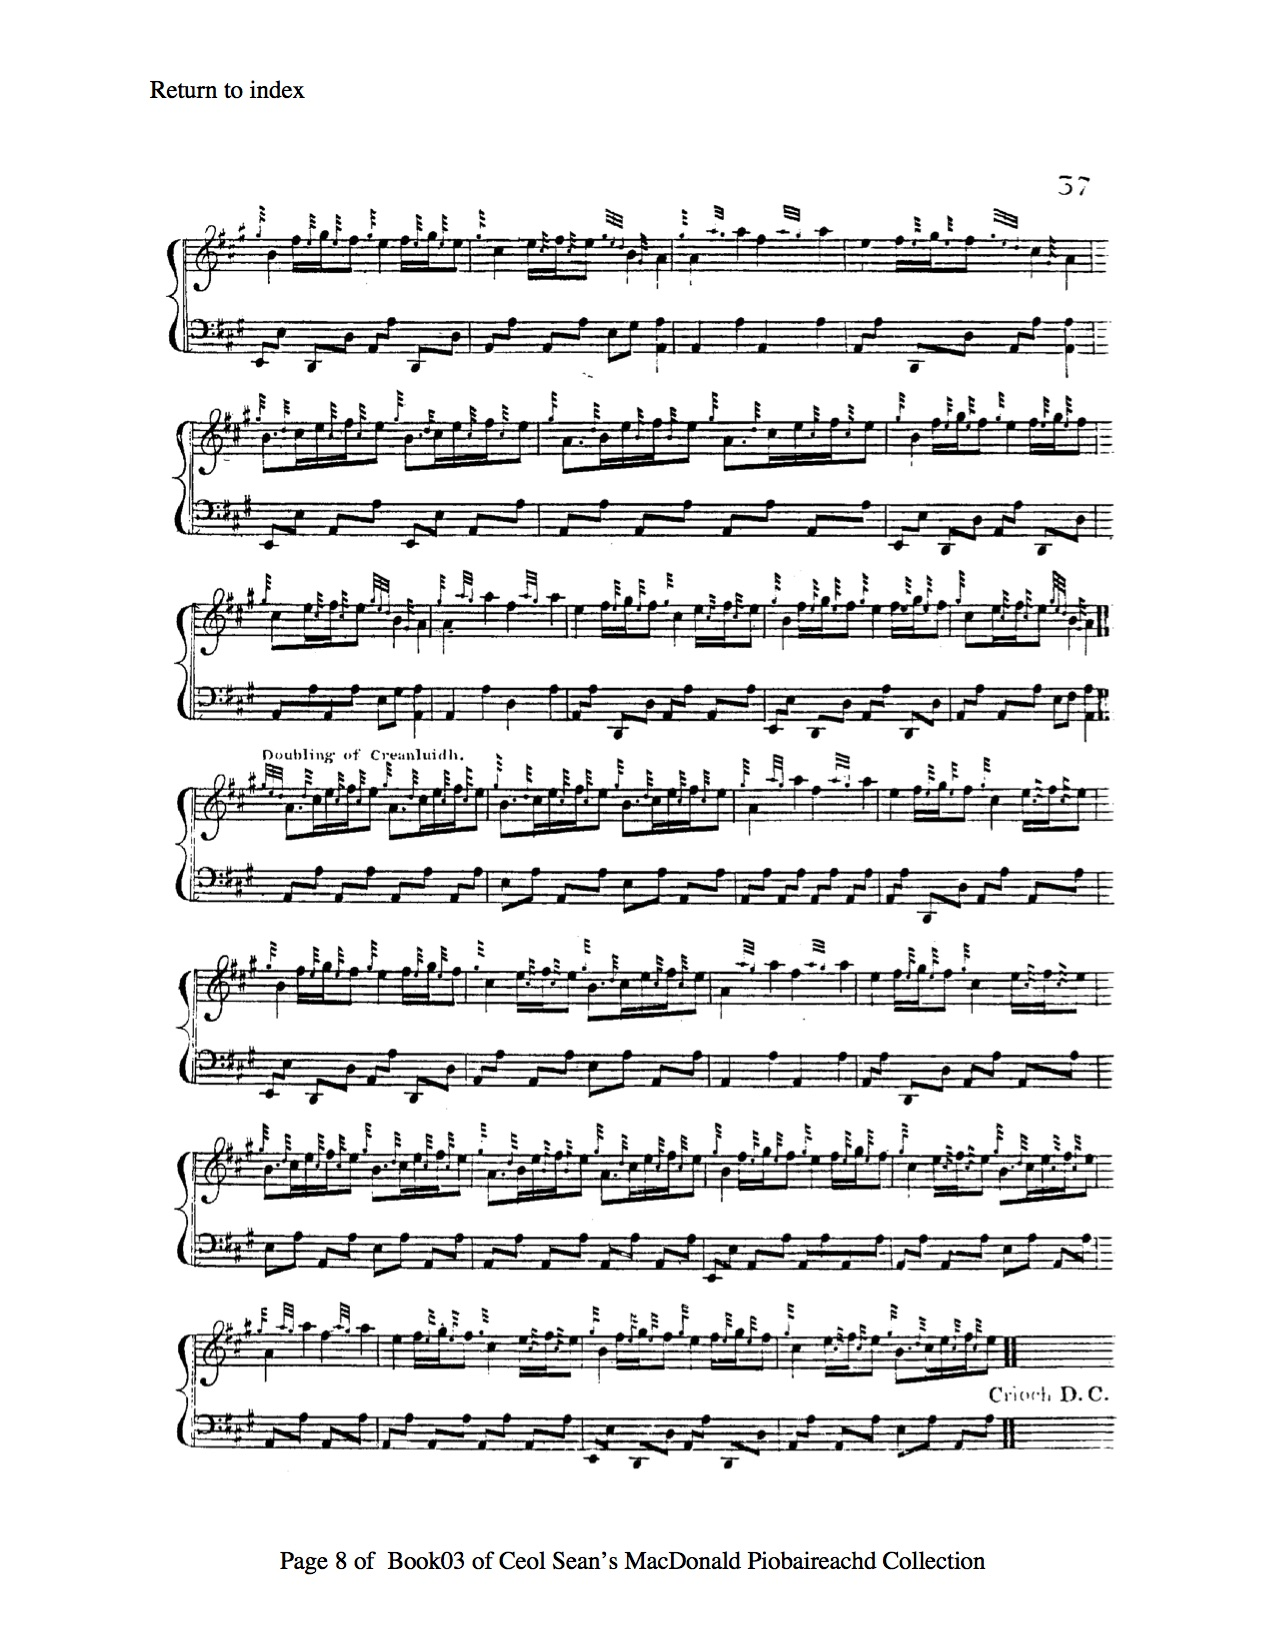 Return to index
37
Doubling of Creanluidh.
Crioch D. C.
Page 8 of Book03 of Ceol Sean's MacDonald Piobaireachd Collection